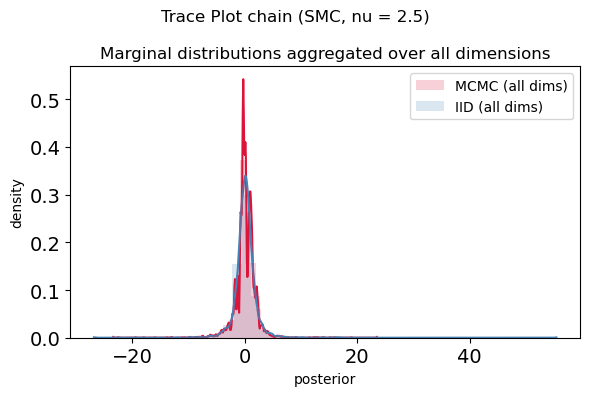 Trace Plot chain (SMC, nu = 2.5)
Marginal distributions aggregated over all dimensions
MCMC (all dims)
IID (all dims)
density
0.5
0.4
0.3
0.2
0.1
0.0
−20
0
20
40
posterior